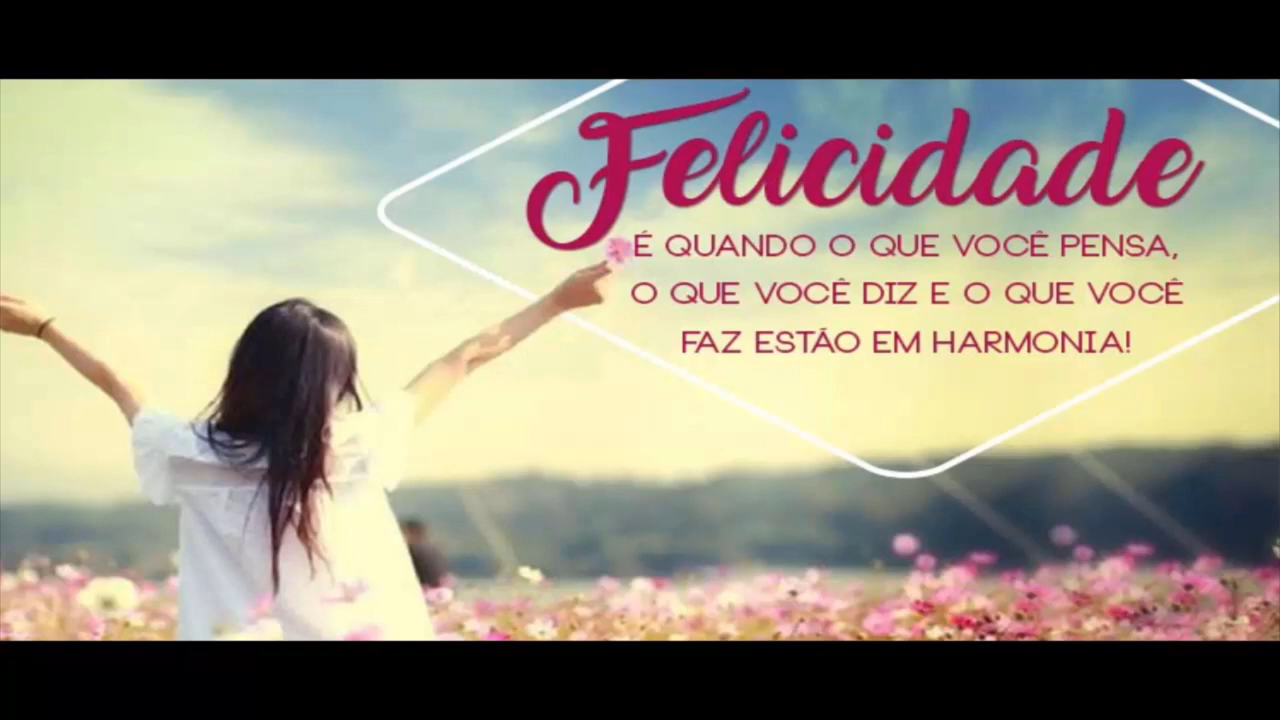 Felicidade
É QUANDO O QUE VOCÊ PENSA,
O QUE VOCÊ DIZ E O QUE VOCÊ
FAZ ESTÃO EM HARMONIA!